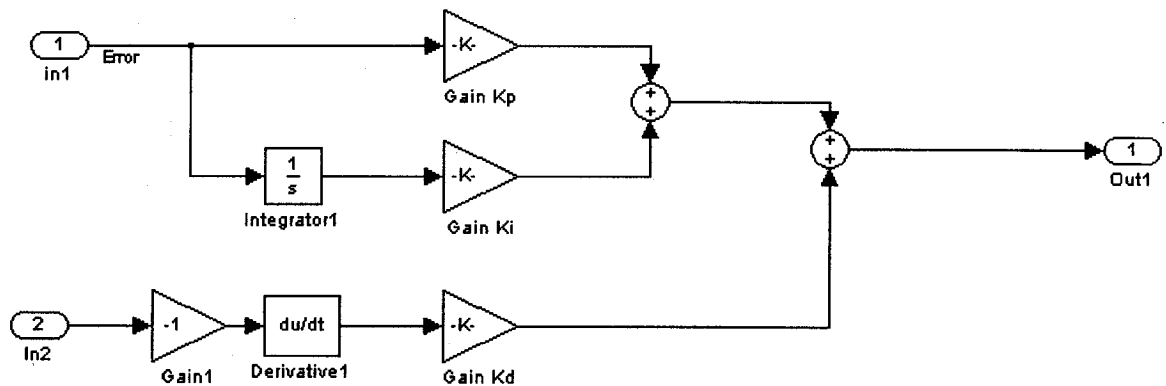 1
in1
Error
-K-
Gain Kp
+
+
1
s
Integrator1
-K-
Gain Ki
+
+
1
Out1
2
In2
-1
Gain1
du/dt
Derivative1
-K-
Gain Kd